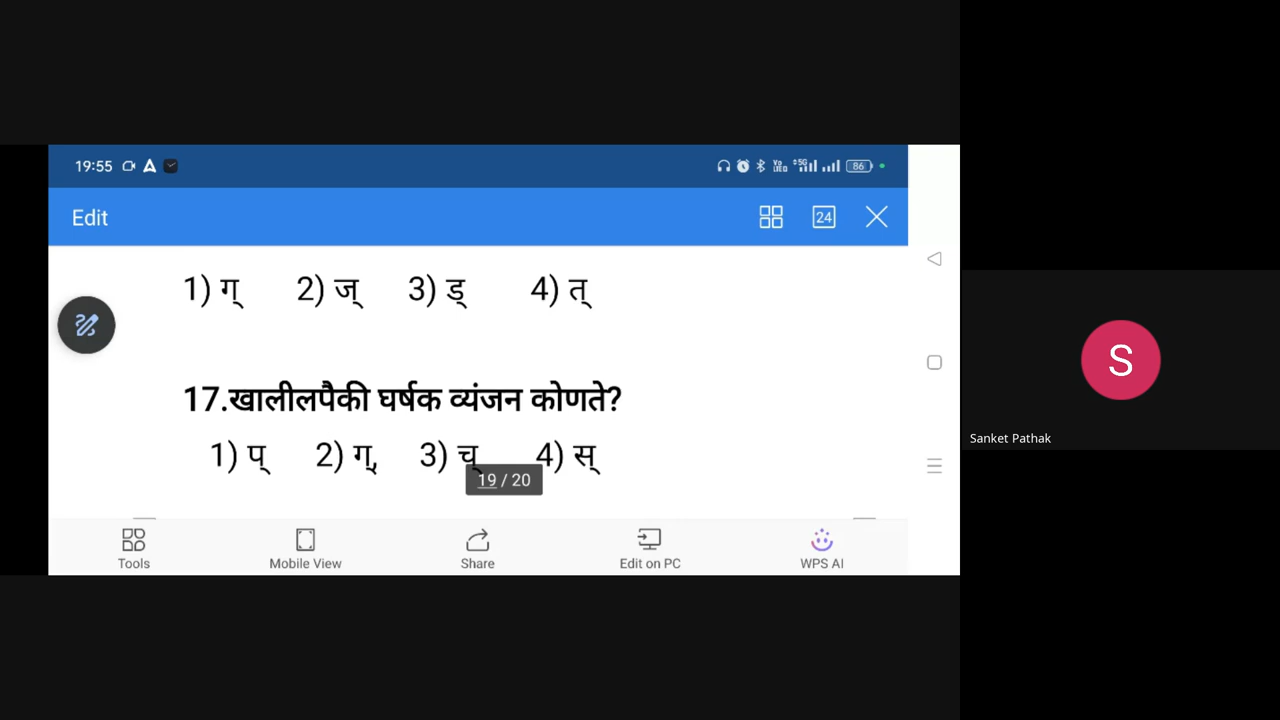 19:55 86
Edit 24
1) ग् 2) ज् 3) ड् 4) त्
17.खालीलपैकी घर्षक व्यंजन कोणते?
1) प् 2) ग्, 3) च् 4) स्
19 / 20
Tools Mobile View Share Edit on PC WPS AI
S
Sanket Pathak